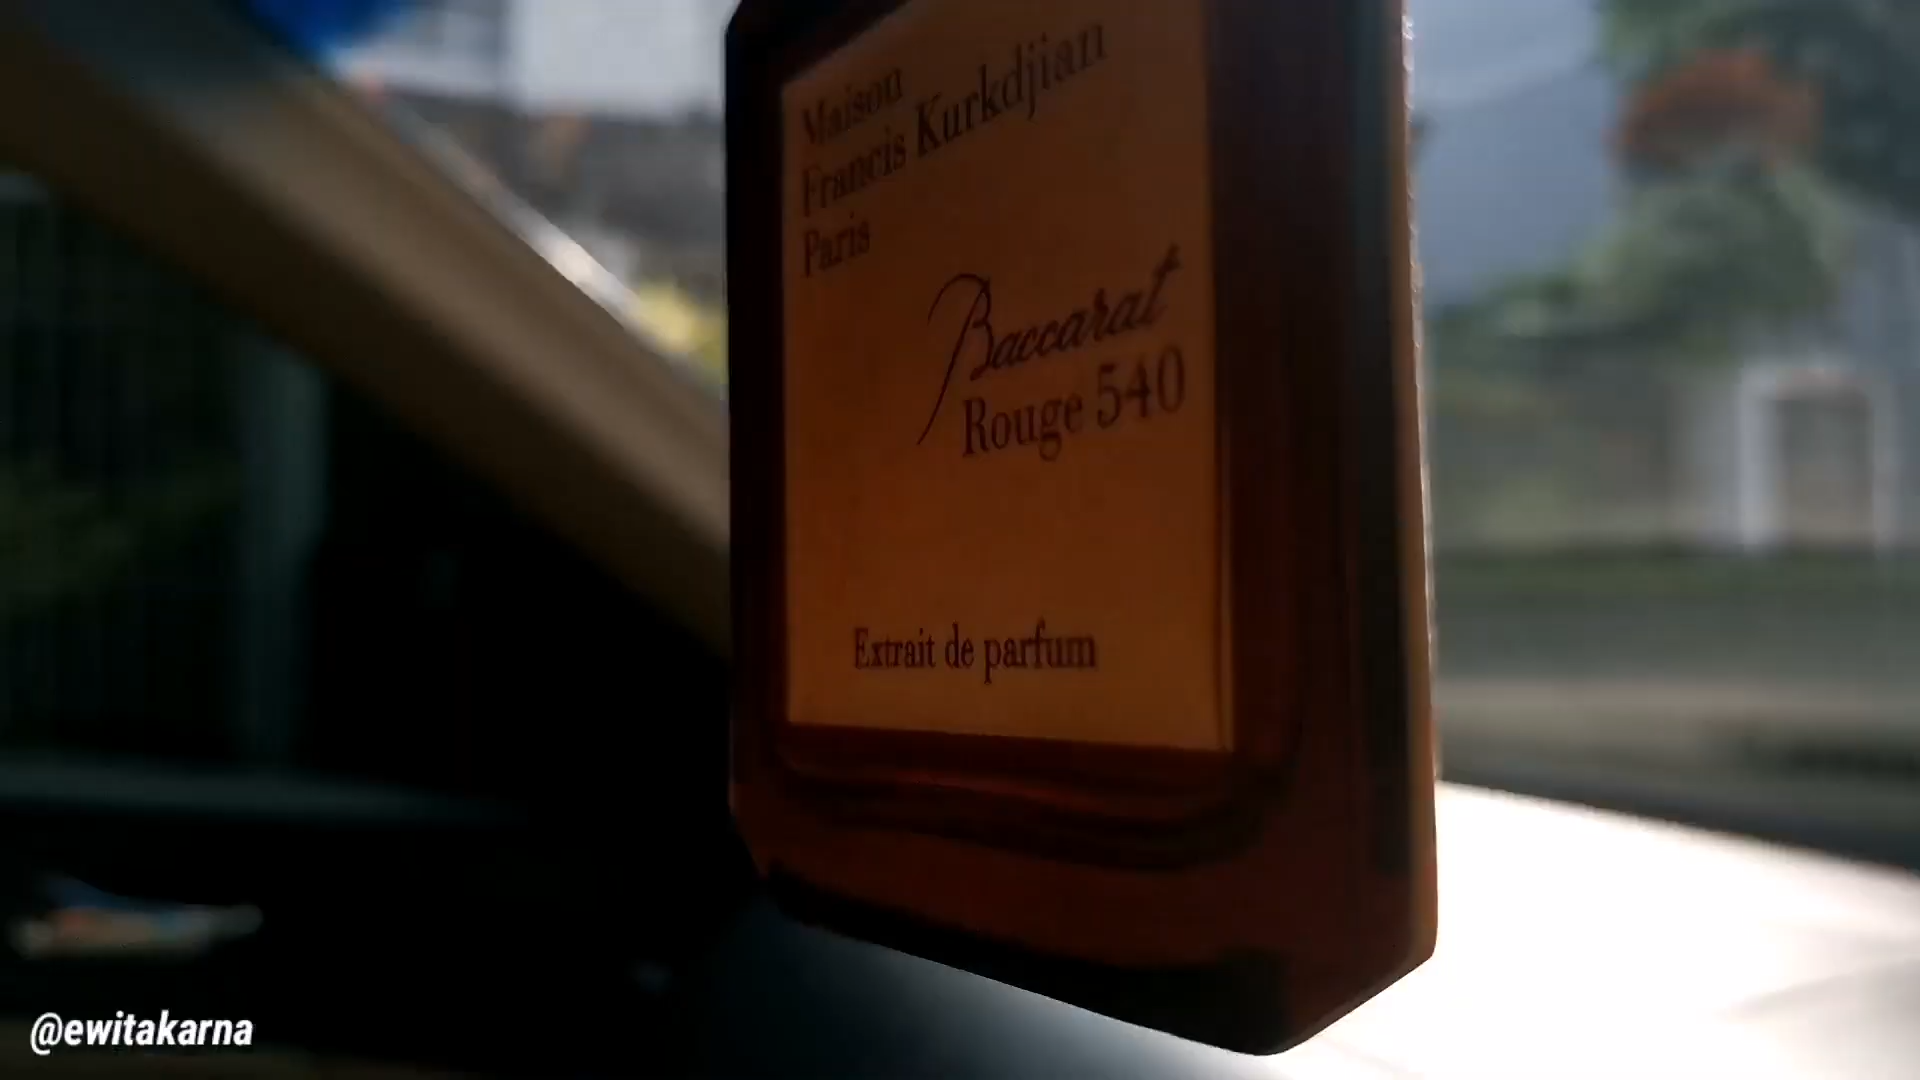 Maison
Francis Kurkdjian
Paris
Baccarat
Rouge 540
Extrait de parfum
@ewitakarna